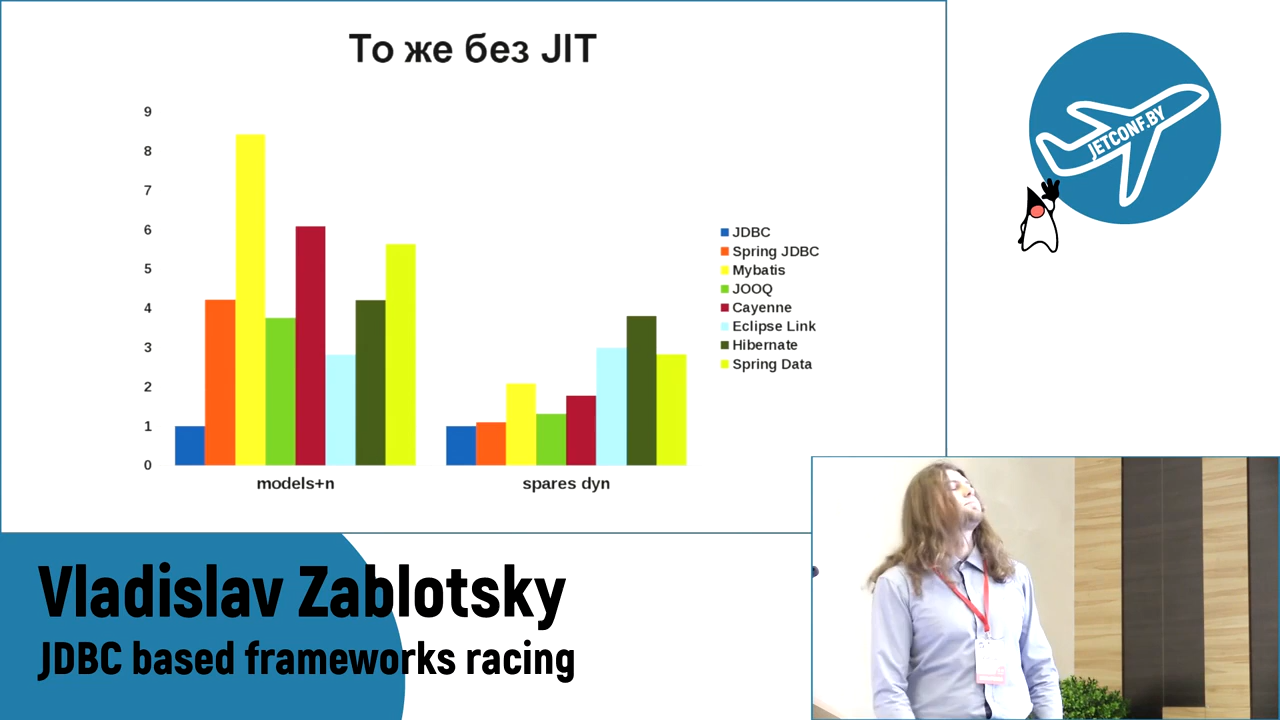 То же без JIT
9
8
7
6
5
4
3
2
1
0
models+n
spares dyn
JDBC
Spring JDBC
Mybatis
JOOQ
Cayenne
Eclipse Link
Hibernate
Spring Data
JETCONF.BY
Vladislav Zablotsky
JDBC based frameworks racing